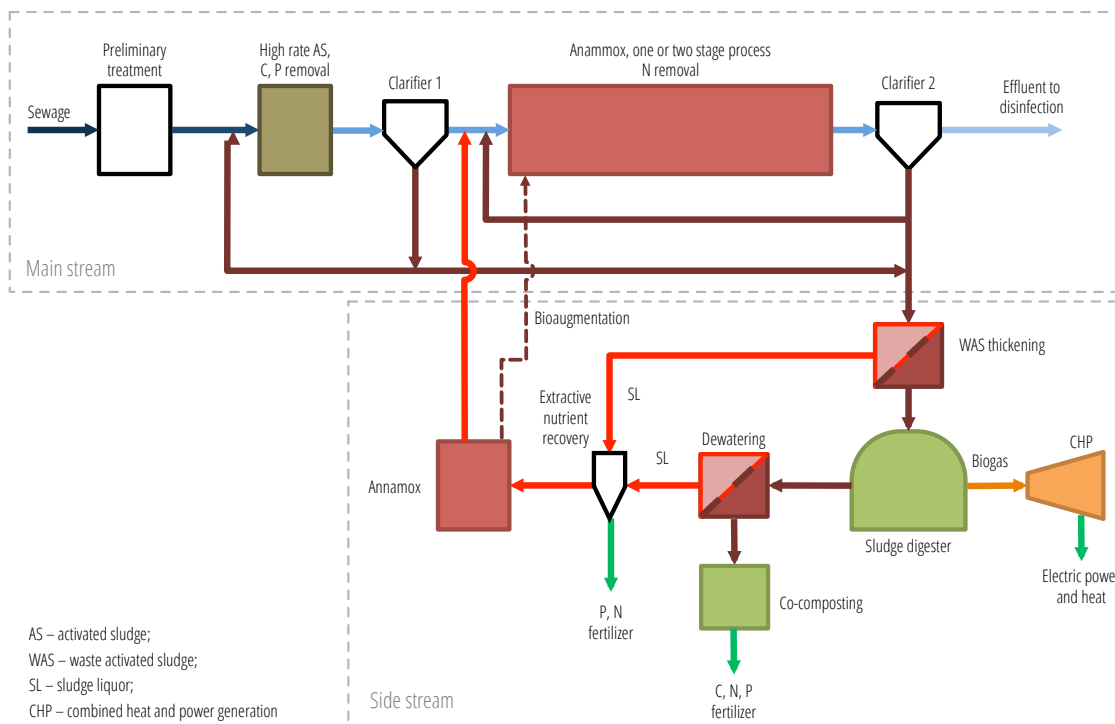 Preliminary
treatment
High rate AS,
C, P removal
Clarifier 1
Anammox, one or two stage process
N removal
Clarifier 2
Effluent to
disinfection
Sewage
Main stream
Bioaugmentation
WAS thickening
SL
Extractive
nutrient
recovery
Dewatering
SL
Biogas
CHP
Annamox
Sludge digester
Electric powe
and heat
Co-composting
P, N
fertilizer
C, N, P
fertilizer
Side stream
AS – activated sludge;
WAS – waste activated sludge;
SL – sludge liquor;
CHP – combined heat and power generation